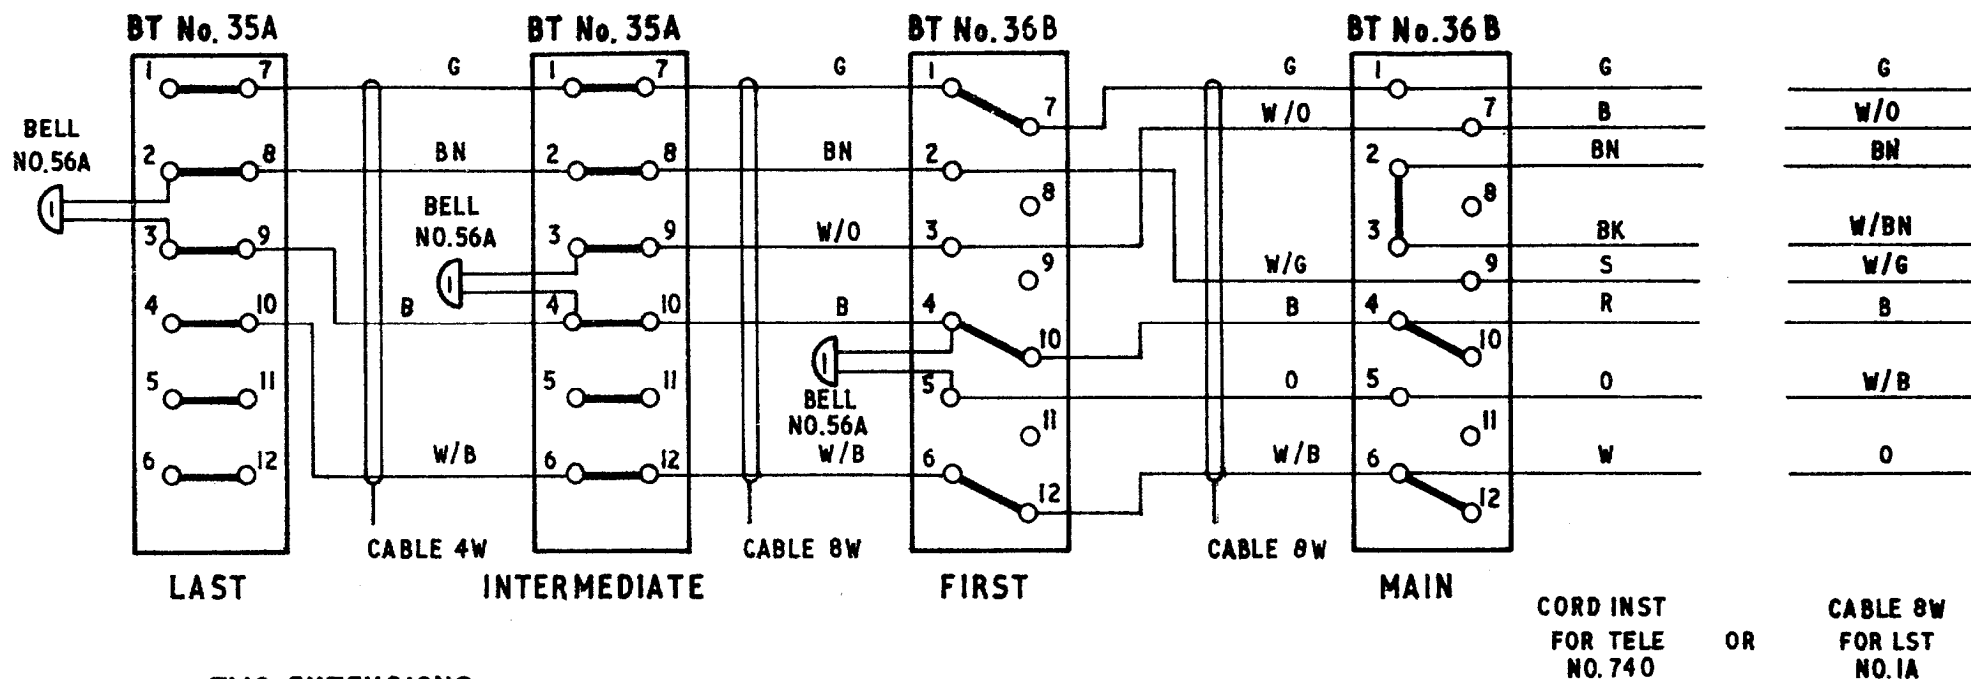 BT No. 35A
BT No. 35A
BT No. 36B
BT No. 36B
1 7 G 1 7 G 1 7 G 1 G G
W/O 7 B W/O
BELL
NO.56A
2 8 BN 2 8 BN 2 8 2 BN BN
8
BELL
NO.56A
3 9 3 9 W/O 3 9 3 BK W/BN
W/G 9 S W/G
4 10 B 4 10 B 4 10 B 4 R B
10
BELL
NO.56A
5 11 5 11 5 11 O 5 O W/B
11
6 12 W/B 6 12 W/B 6 12 W/B 6 W O
12
CABLE 4W
CABLE 8W
CABLE 8W
LAST
INTERMEDIATE
FIRST
MAIN
CORD INST
FOR TELE
NO. 740
OR
CABLE 8W
FOR LST
NO. 1A